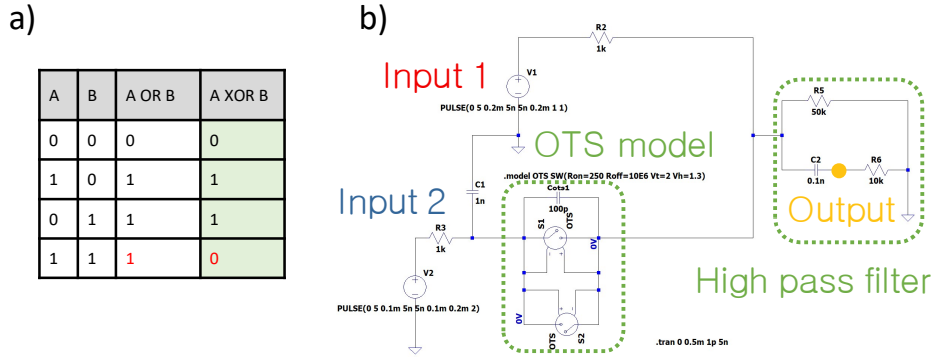 a)
A B A OR B A XOR B
0 0 0 0
1 0 1 1
0 1 1 1
1 1 1 0
b)
R2
1k
Input 1
V1
PULSE(0 5 0.2m 5n 5n 0.2m 1 1)
R5
50k
C2
0.1n
R6
10k
Output
High pass filter
OTS model
.model OTS SW(Ron=250 Roff=10E6 Vt=2 Vh=1.3)
C1
1n
Cots1
100p
Input 2
R3
1k
S1
OTS
0V
V2
PULSE(0 5 0.1m 5n 5n 0.1m 0.2m 2)
0V
OTS
S2
.tran 0 0.5m 1p 5n